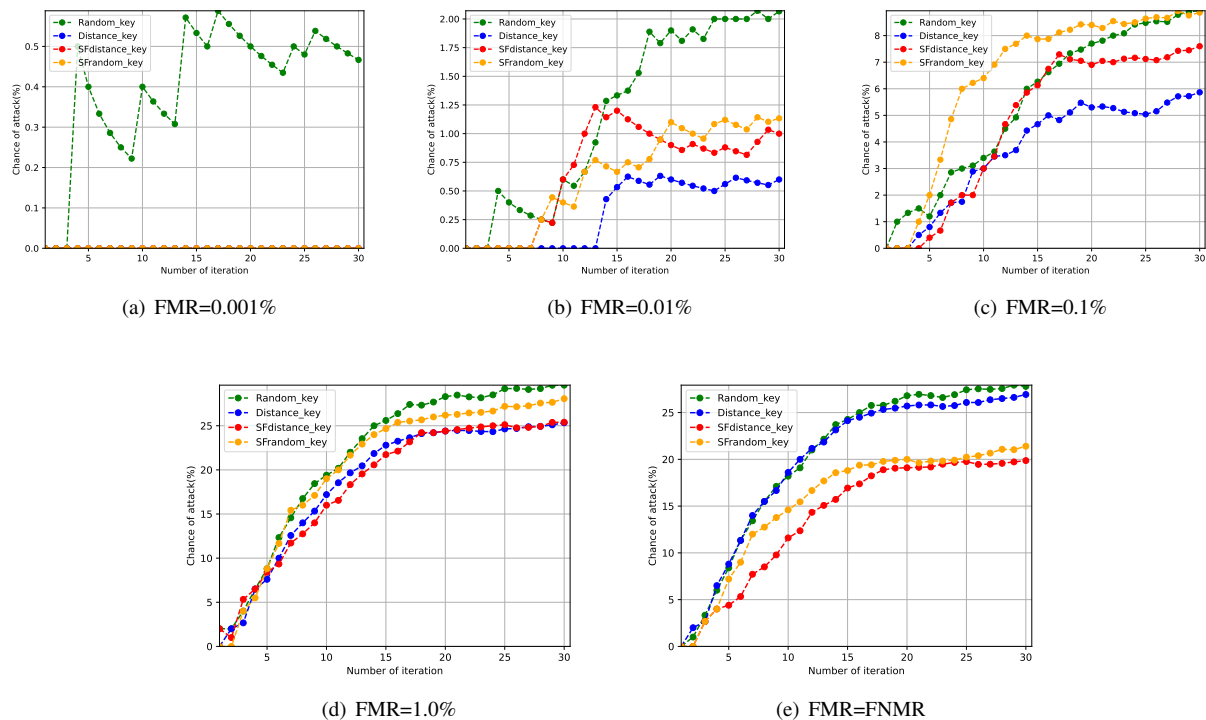 Random_key
Distance_key
SFdistance_key
SFrandom_key
Chance of attack(%)
0.5
0.4
0.3
0.2
0.1
0.0
5
10
15
20
25
30
Number of iteration
(a) FMR=0.001%
Random_key
Distance_key
SFdistance_key
SFrandom_key
Chance of attack(%)
2.00
1.75
1.50
1.25
1.00
0.75
0.50
0.25
0.00
5
10
15
20
25
30
Number of iteration
(b) FMR=0.01%
Random_key
Distance_key
SFdistance_key
SFrandom_key
Chance of attack(%)
8
7
6
5
4
3
2
1
0
5
10
15
20
25
30
Number of iteration
(c) FMR=0.1%
Random_key
Distance_key
SFdistance_key
SFrandom_key
Chance of attack(%)
25
20
15
10
5
0
5
10
15
20
25
30
Number of iteration
(d) FMR=1.0%
Random_key
Distance_key
SFdistance_key
SFrandom_key
Chance of attack(%)
25
20
15
10
5
0
5
10
15
20
25
30
Number of iteration
(e) FMR=FNMR